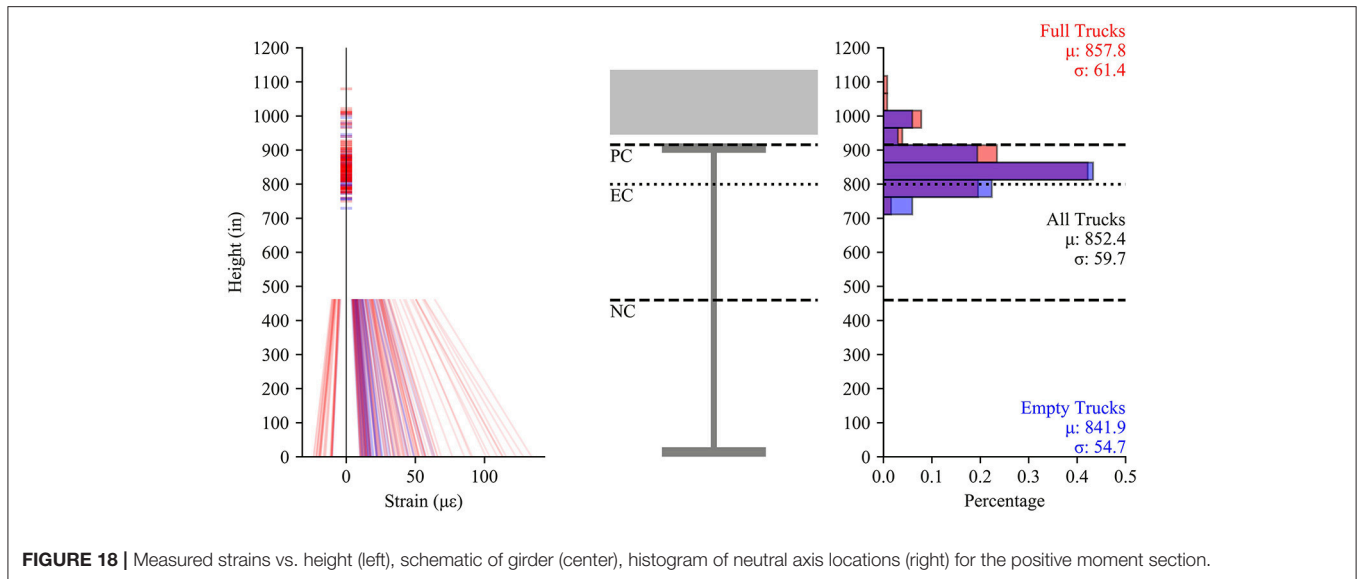 1200
1100
1000
900
800
700
600
500
400
300
200
100
0
Height (in)
0
50
100
Strain (με)
PC
EC
NC
1200
1100
1000
900
800
700
600
500
400
300
200
100
0
0.0
0.1
0.2
0.3
0.4
0.5
Percentage
Full Trucks
μ: 857.8
σ: 61.4
All Trucks
μ: 852.4
σ: 59.7
Empty Trucks
μ: 841.9
σ: 54.7
FIGURE 18 | Measured strains vs. height (left), schematic of girder (center), histogram of neutral axis locations (right) for the positive moment section.